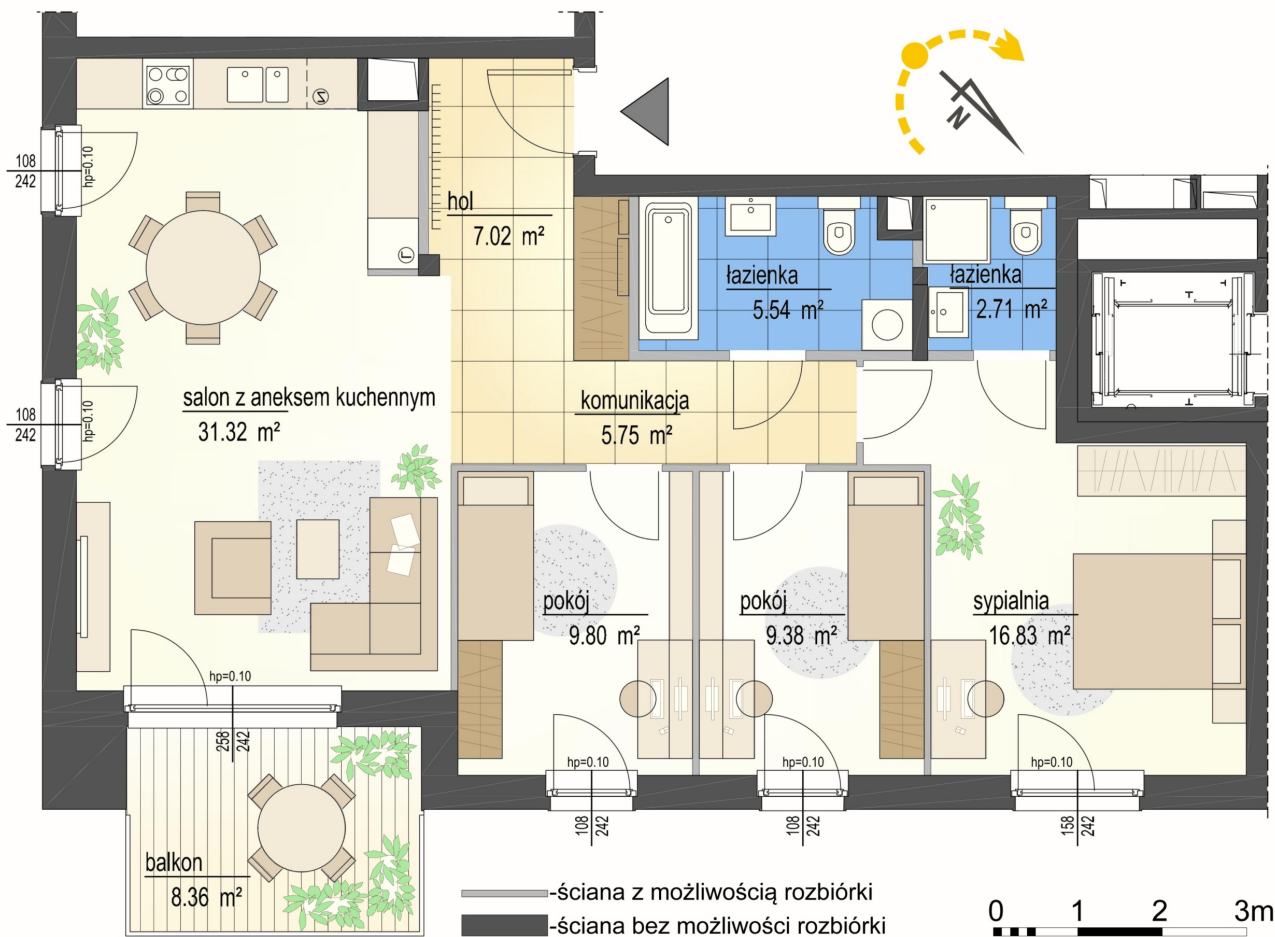 N
Z
108
242
hp=0.10
hol
7.02 m²
L
łazienka
5.54 m²
łazienka
2.71 m²
108
242
hp=0.10
salon z aneksem kuchennym
31.32 m²
komunikacja
5.75 m²
pokój
9.80 m²
pokój
9.38 m²
sypialnia
16.83 m²
hp=0.10
258
242
hp=0.10
108
242
hp=0.10
108
242
hp=0.10
158
242
balkon
8.36 m²
-ściana z możliwością rozbiórki
-ściana bez możliwości rozbiórki
0 1 2 3m